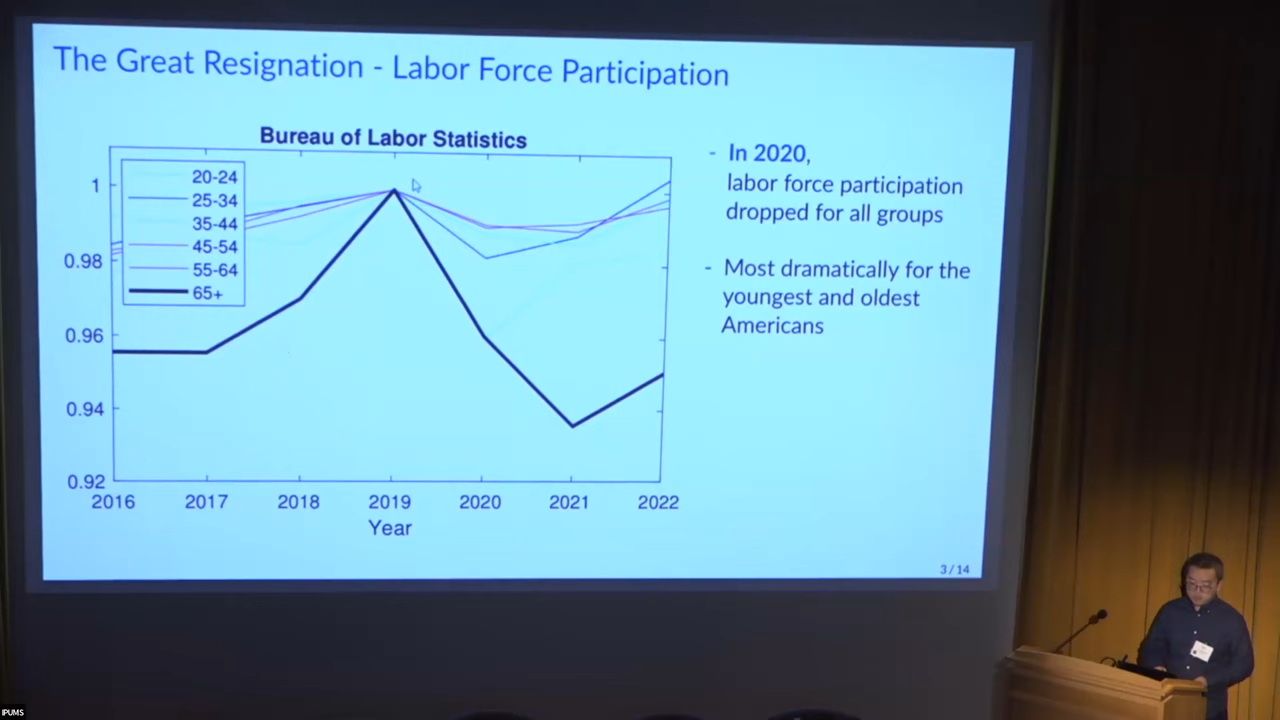 The Great Resignation - Labor Force Participation
Bureau of Labor Statistics
20-24
25-34
35-44
45-54
55-64
65+
1
0.98
0.96
0.94
0.92
2016 2017 2018 2019 2020 2021 2022
Year
- In 2020,
labor force participation
dropped for all groups
- Most dramatically for the
youngest and oldest
Americans
3 / 14
IPUMS